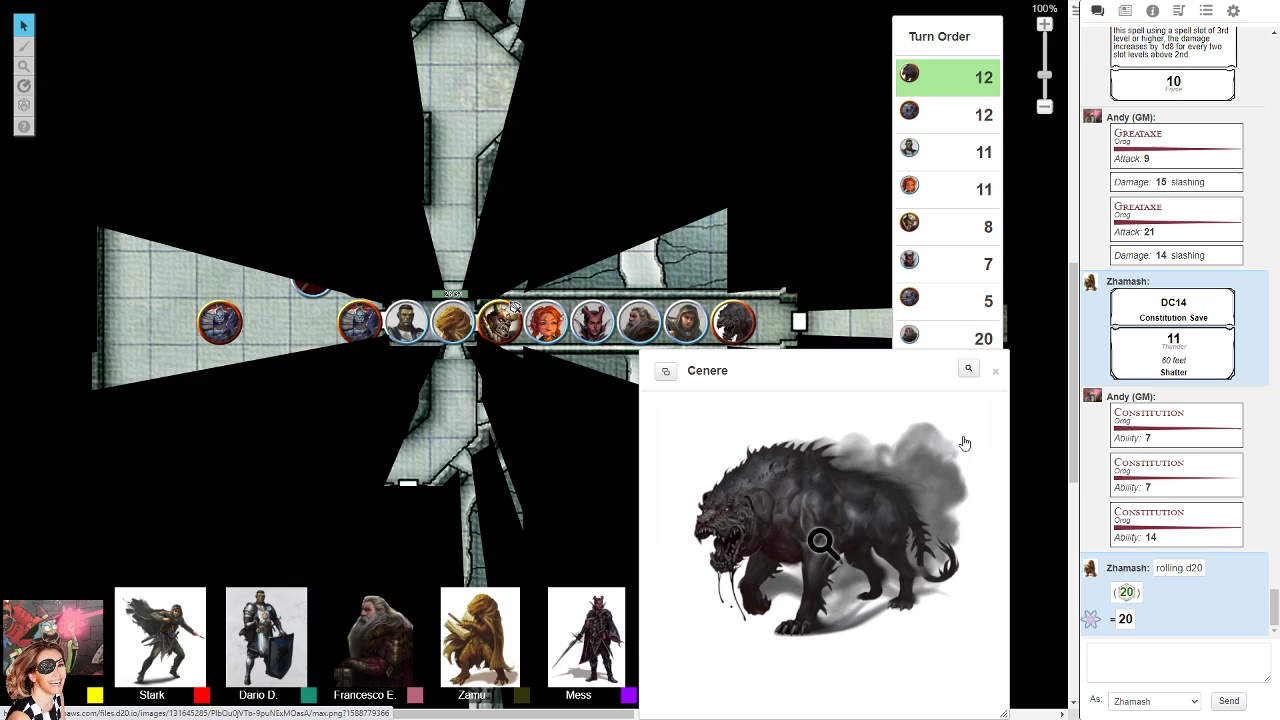 100%
this spell using a spell slot of 3rd
level or higher, the damage
increases by 1d8 for every two
slot levels above 2nd.
10
Force
Turn Order
12
12
11
11
8
7
5
20
Andy (GM):
GREATAXE
Orog
Attack: 9
Damage: 15 slashing
GREATAXE
Orog
Attack: 21
Damage: 14 slashing
Zhamash:
DC14
Constitution Save
11
Thunder
60 feet
Shatter
Andy (GM):
CONSTITUTION
Orog
Ability: 7
CONSTITUTION
Orog
Ability: 7
CONSTITUTION
Orog
Ability: 14
Zhamash: rolling d20
(20)
=20
Cenere
Stark
Dario D.
Francesco E.
Zamu
Mess
As: Zhamash
Send